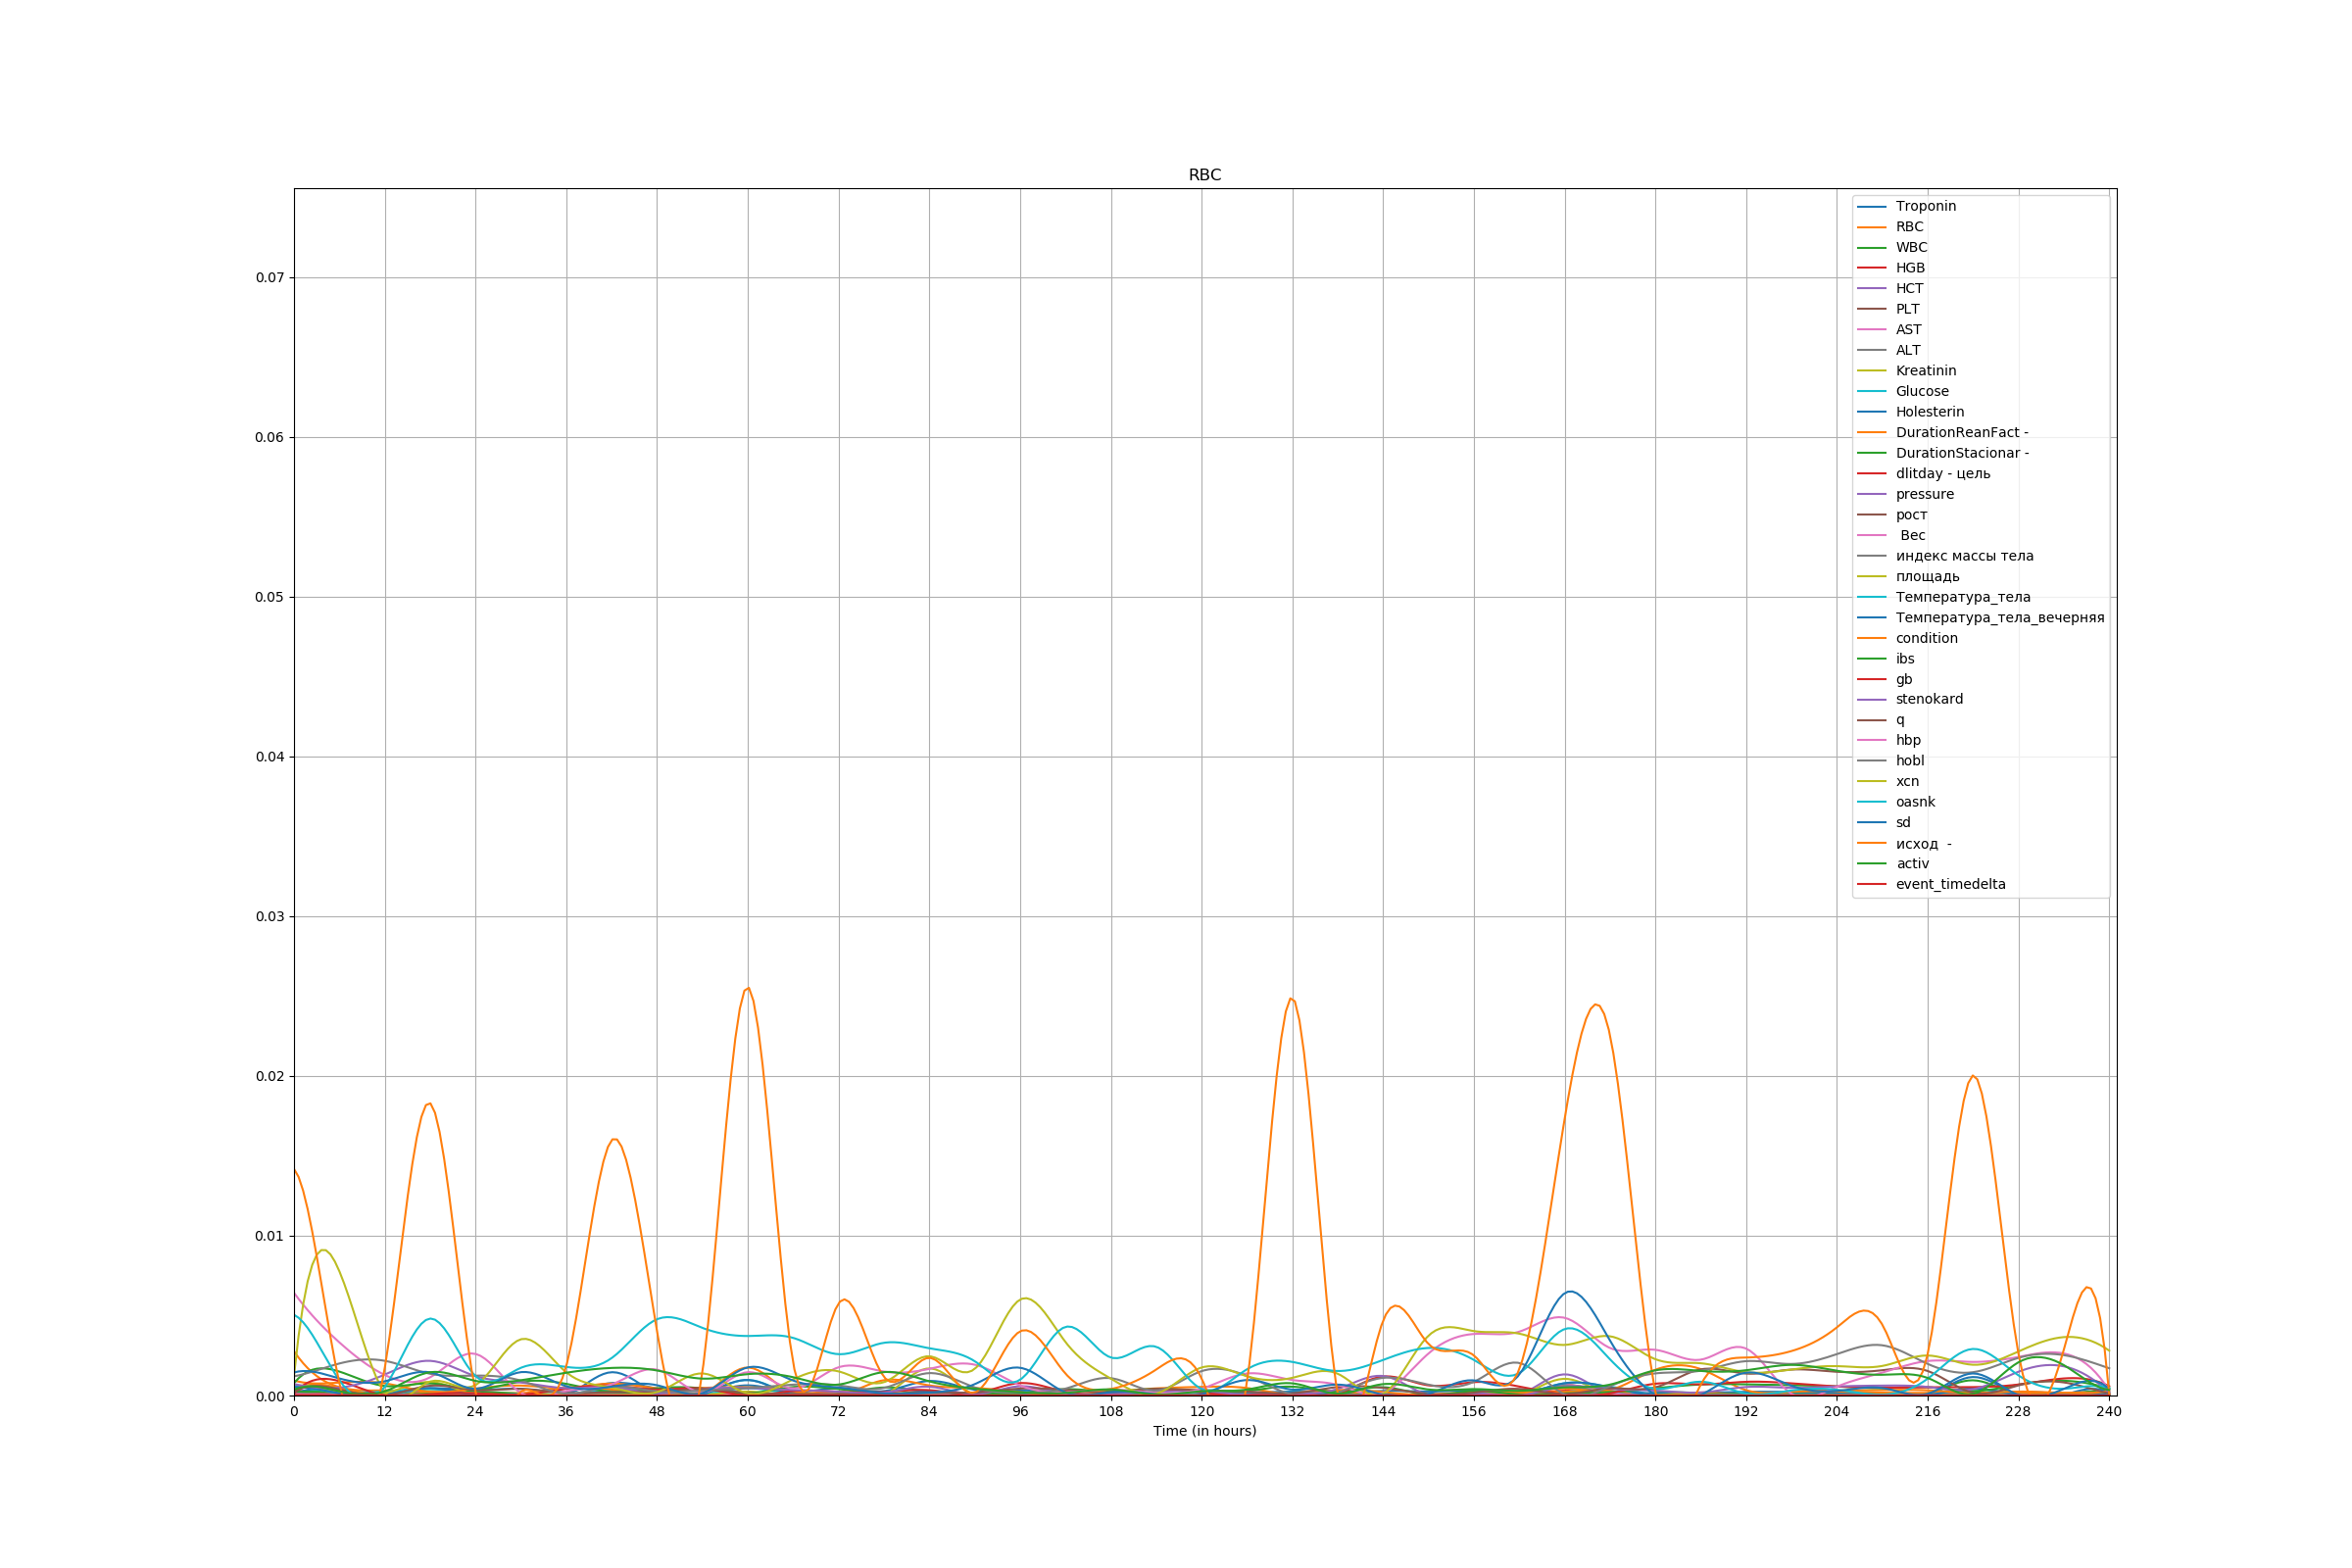 RBC
0.07
0.06
0.05
0.04
0.03
0.02
0.01
0.00
Troponin
RBC
WBC
HGB
HCT
PLT
AST
ALT
Kreatinin
Glucose
Holesterin
DurationReanFact -
DurationStacionar -
dlitday - цель
pressure
рост
Вес
индекс массы тела
площадь
Температура_тела
Температура_тела_вечерняя
condition
ibs
gb
stenokard
q
hbp
hobl
xcn
oasnk
sd
исход  -
activ
event_timedelta
0 12 24 36 48 60 72 84 96 108 120 132 144 156 168 180 192 204 216 228 240
Time (in hours)